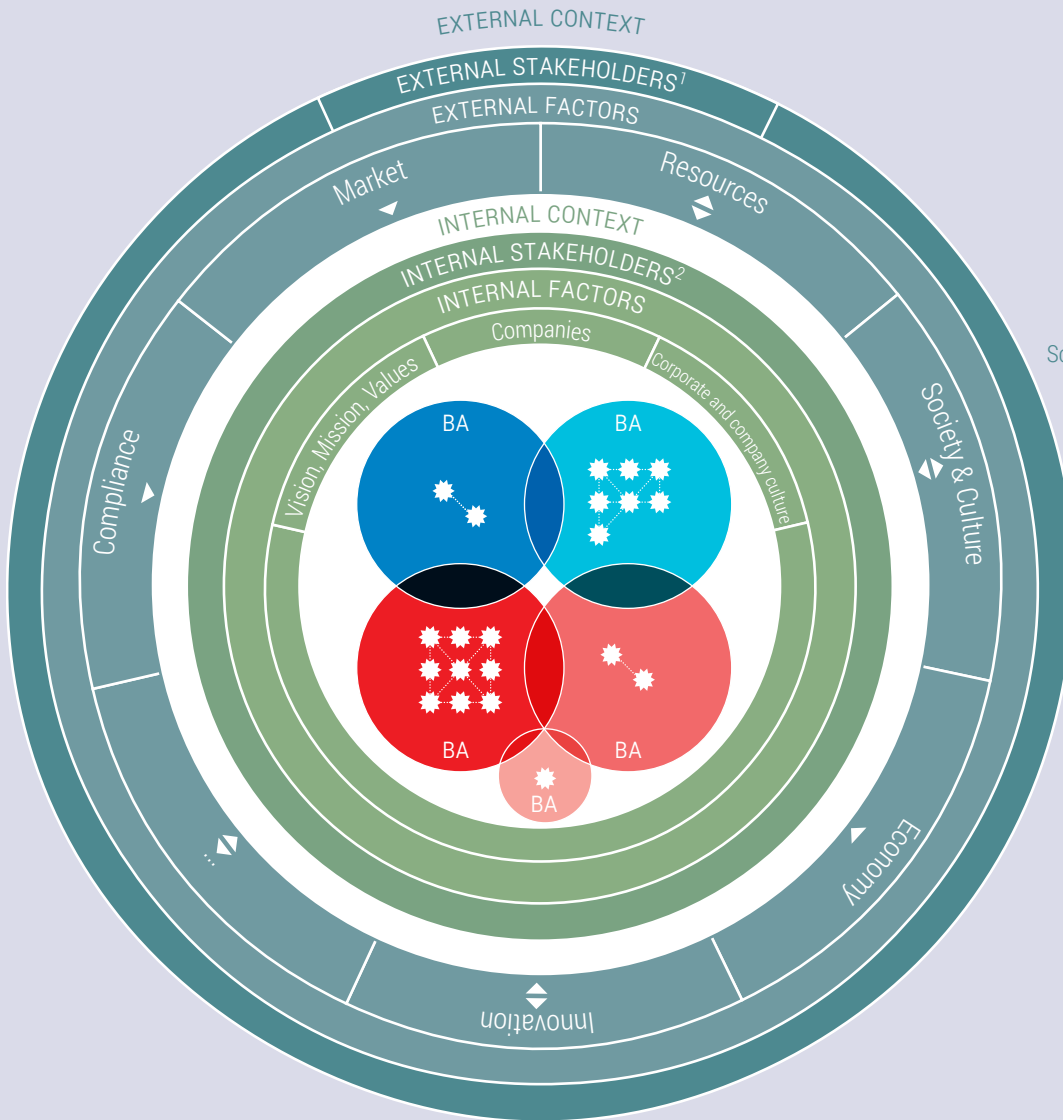 EXTERNAL CONTEXT
EXTERNAL STAKEHOLDERS¹
EXTERNAL FACTORS
Market
Resources
INTERNAL CONTEXT
INTERNAL STAKEHOLDERS²
INTERNAL FACTORS
Companies
Vision, Mission, Values
Corporate and company culture
Compliance
Society & Culture
BA
BA
BA
BA
BA
...
Economy
Innovation